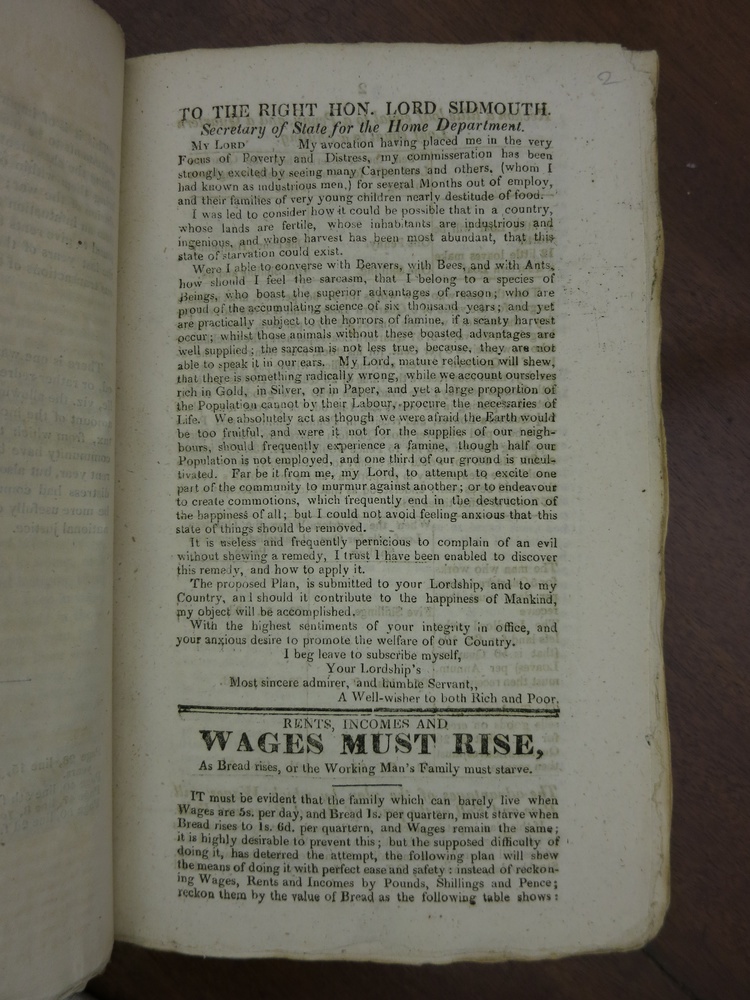 2
TO THE RIGHT HON. LORD SIDMOUTH.
Secretary of State for the Home Department.
MY LORD My avocation having placed me in the very
Focus of Poverty and Distress, my commisseration has been
strongly excited by seeing many Carpenters and others, (whom I
had known as industrious men,) for several Months out of employ,
and their families of very young children nearly destitude of food.
I was led to consider how it could be possible that in a country,
whose lands are fertile, whose inhabitants are industrious and
ingenious, and whose harvest has been most abundant, that this
state of starvation could exist.
Were I able to converse with Beavers, with Bees, and with Ants,
how should I feel the sarcasm, that I belong to a species of
Beings, who boast the superior advantages of reason; who are
proud of the accumulating science of six thousand years; and yet
are practically subject to the horrors of famine, if a scanty harvest
occur; whilst those animals without these boasted advantages are
well supplied; the sarcasm is not less true, because, they are not
able to speak it in our ears. My Lord, mature reflection will shew,
that there is something radically wrong, while we account ourselves
rich in Gold, in Silver, or in Paper, and yet a large proportion of
the Population cannot by their Labour, procure the necessaries of
Life. We absolutely act as though we were afraid the Earth would
be too fruitful, and were it not for the supplies of our neigh-
bours, should frequently experience a famine, though half our
Population is not employed, and one third of our ground is uncul-
tivated. Far be it from me, my Lord, to attempt to excite one
part of the community to murmur against another; or to endeavour
to create commotions, which frequently end in the destruction of
the happiness of all; but I could not avoid feeling anxious that this
state of things should be removed.
It is useless and frequently pernicious to complain of an evil
without shewing a remedy, I trust I have been enabled to discover
this remedy, and how to apply it.
The proposed Plan, is submitted to your Lordship, and to my
Country, and should it contribute to the happiness of Mankind,
my object will be accomplished.
With the highest sentiments of your integrity in office, and
your anxious desire to promote the welfare of our Country.
I beg leave to subscribe myself,
Your Lordship's
Most sincere admirer, and humble Servant,,
A Well-wisher to both Rich and Poor.
RENTS, INCOMES AND
WAGES MUST RISE,
As Bread rises, or the Working Man's Family must starve.
IT must be evident that the family which can barely live when
Wages are 5s. per day, and Bread 1s. per quartern, must starve when
Bread rises to 1s. 6d. per quartern, and Wages remain the same;
it is highly desirable to prevent this; but the supposed difficulty of
doing it, has deterred the attempt, the following plan will shew
the means of doing it with perfect ease and safety: instead of reckon-
ing Wages, Rents and Incomes by Pounds, Shillings and Pence;
reckon them by the value of Bread as the following table shows: